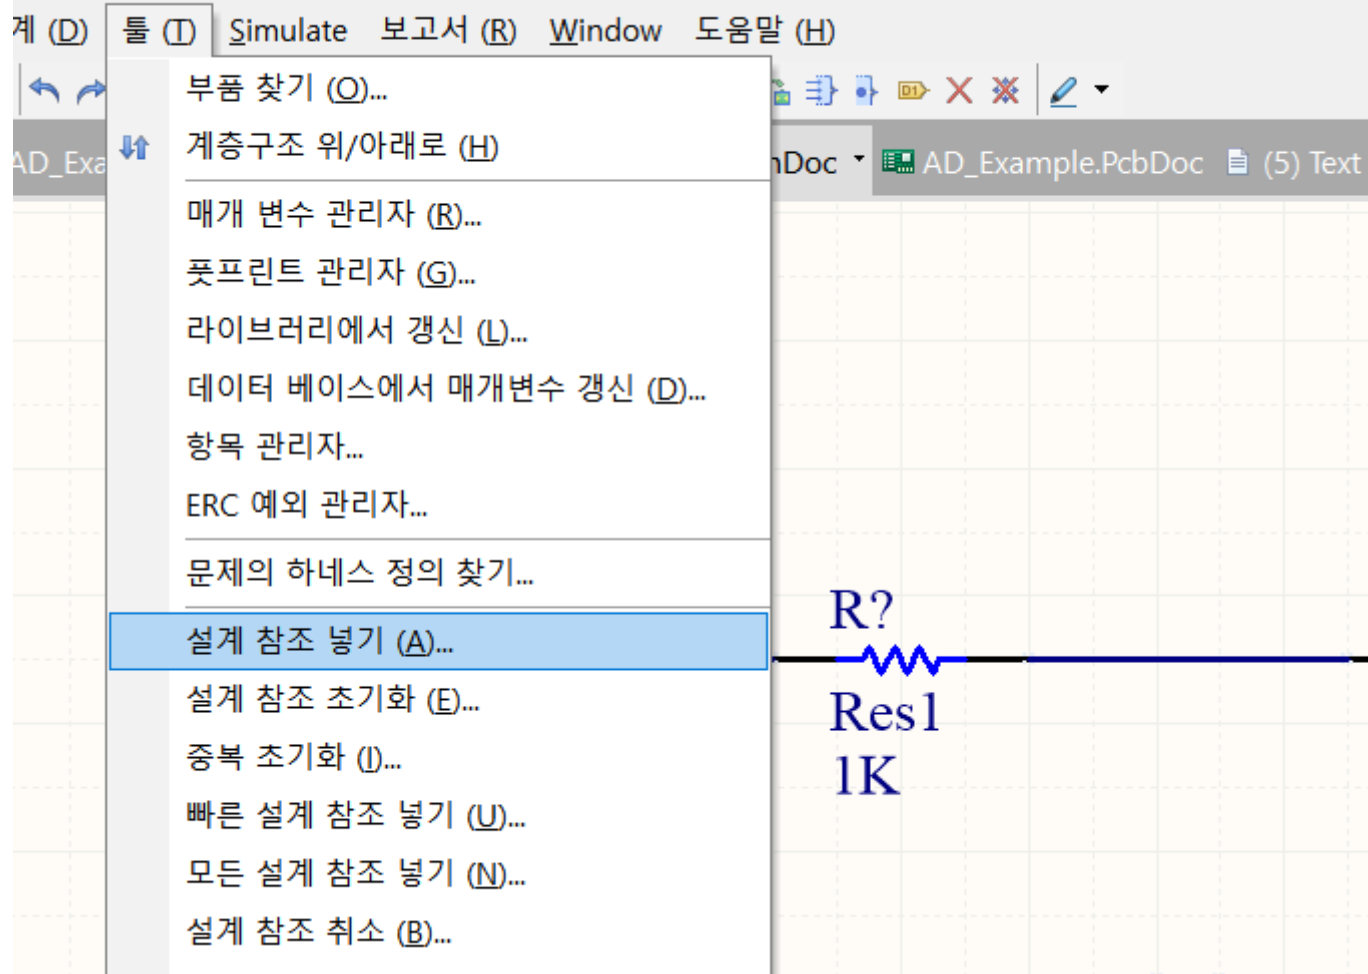 계 (D) 툴 (T) Simulate 보고서 (R) Window 도움말 (H)
부품 찾기 (O)...
D1
계층구조 위/아래로 (H)
AD_Exa
nDoc AD_Example.PcbDoc (5) Text
매개 변수 관리자 (R)...
풋프린트 관리자 (G)...
라이브러리에서 갱신 (L)...
데이터 베이스에서 매개변수 갱신 (D)...
항목 관리자...
ERC 예외 관리자...
문제의 하네스 정의 찾기...
설계 참조 넣기 (A)...
설계 참조 초기화 (E)...
중복 초기화 (I)...
빠른 설계 참조 넣기 (U)...
모든 설계 참조 넣기 (N)...
설계 참조 취소 (B)...
R?
Res1
1K